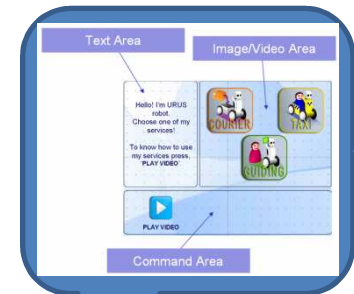 Text Area
Image/Video Area
Hello! I'm URUS
robot.
Choose one of my
services!
To know how to use
my services press,
'PLAY VIDEO'
COURIER
TAXI
GUIDING
PLAY VIDEO
Command Area